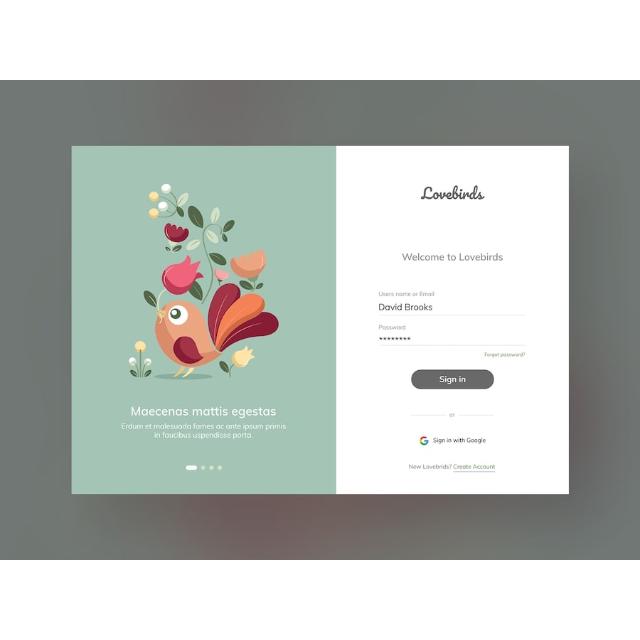 Lovebirds
Welcome to Lovebirds
Users name or Email
David Brooks
Password
********
Forgot password?
Sign in
or
Sign in with Google
New Lovebirds? Create Account
Maecenas mattis egestas
Erdum et malesuada fames ac ante ipsum primis
in faucibus uspendisse porta.